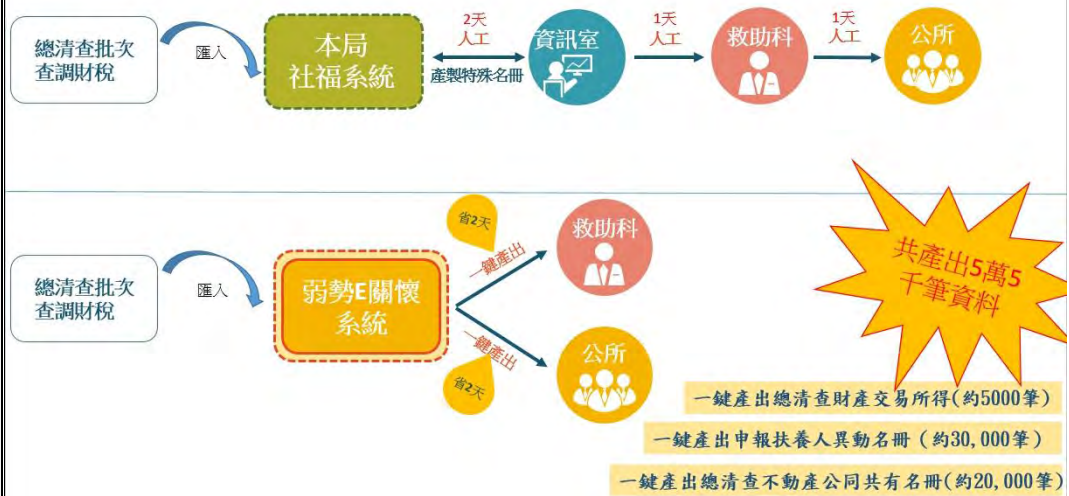 總清查批次
查調財稅
匯入
本局
社福系統
2天
人工
產製特殊名冊
資訊室
1天
人工
救助科
1天
人工
公所
總清查批次
查調財稅
匯入
弱勢E關懷
系統
省2天
一鍵產出
救助科
一鍵產出
省2天
公所
共產出5萬5
千筆資料
一鍵產出總清查財產交易所得(約5000筆)
一鍵產出申報扶養人異動名冊 (約30,000筆)
一鍵產出總清查不動產公同共有名冊(約20,000筆)